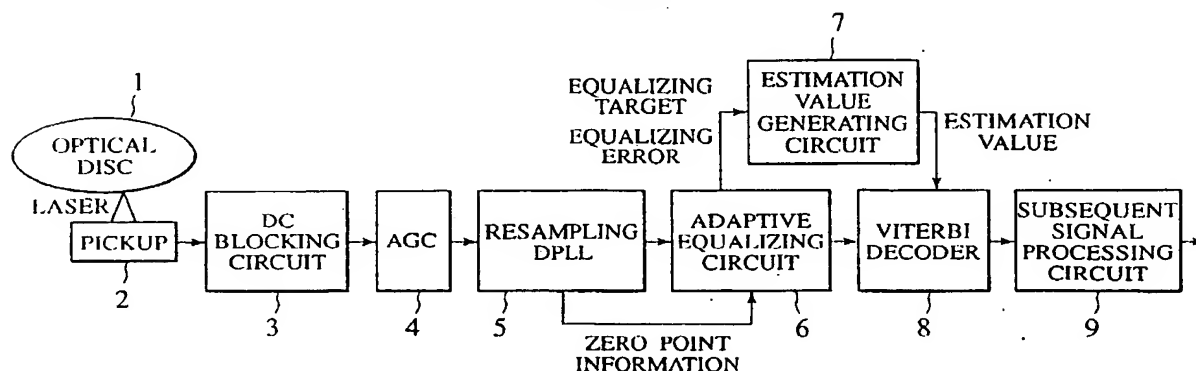 7
EQUALIZING
TARGET
EQUALIZING
ERROR
ESTIMATION
VALUE
GENERATING
CIRCUIT
ESTIMATION
VALUE
1
OPTICAL
DISC
LASER
PICKUP
2
DC
BLOCKING
CIRCUIT
3
AGC
4
RESAMPLING
DPLL
5
ZERO POINT
INFORMATION
ADAPTIVE
EQUALIZING
CIRCUIT
6
VITERBI
DECODER
8
SUBSEQUENT
SIGNAL
PROCESSING
CIRCUIT
9